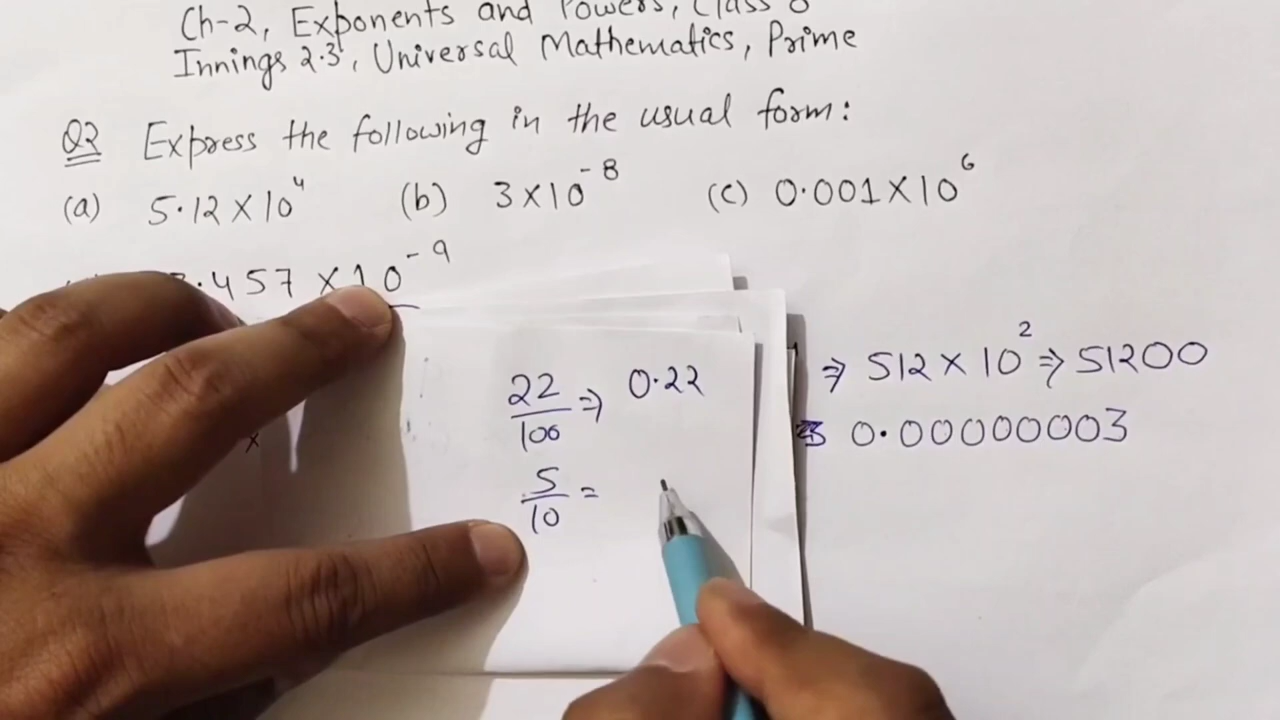 Ch-2, Exponents and Powers, Class 8
Innings 2.3, Universal Mathematics, Prime
Q2 Express the following in the usual form:
(a) 5.12 × 10⁴ (b) 3 × 10⁻⁸ (c) 0.001 × 10⁶
.457 × 10⁻⁹
⇒ 512 × 10² ⇒ 51200
0.00000003
22/100 ⇒ 0.22
5/10 =